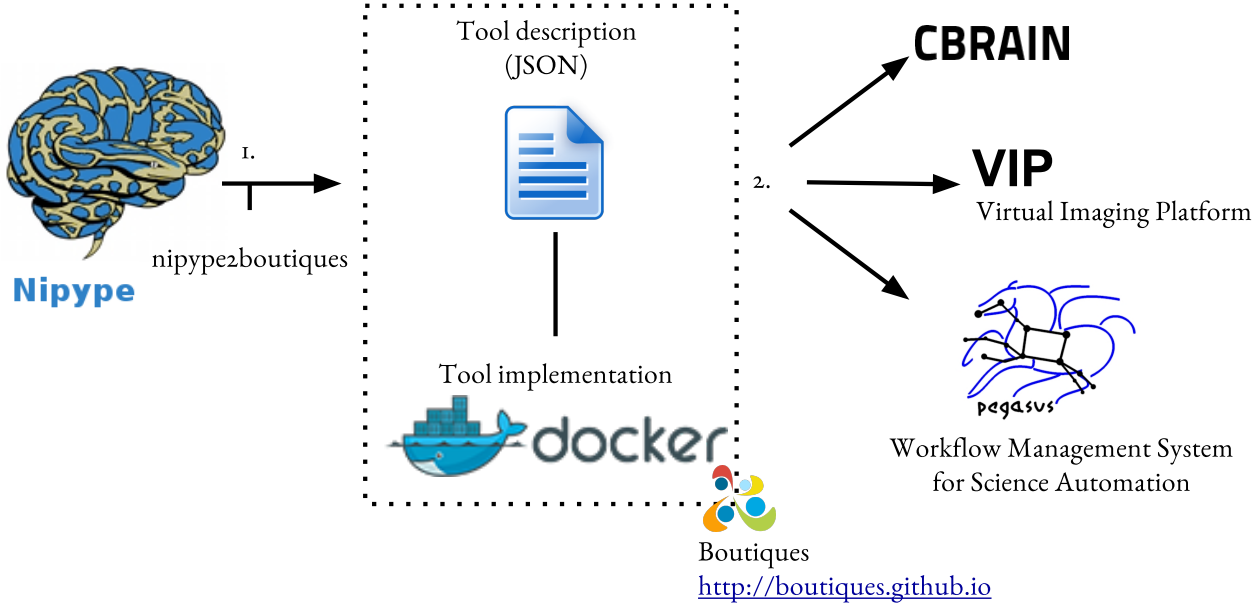 Nipype
1.
nipype2boutiques
Tool description
(JSON)
Tool implementation
docker
Boutiques
http://boutiques.github.io
2.
CBRAIN
VIP
Virtual Imaging Platform
pegasus
Workflow Management System
for Science Automation